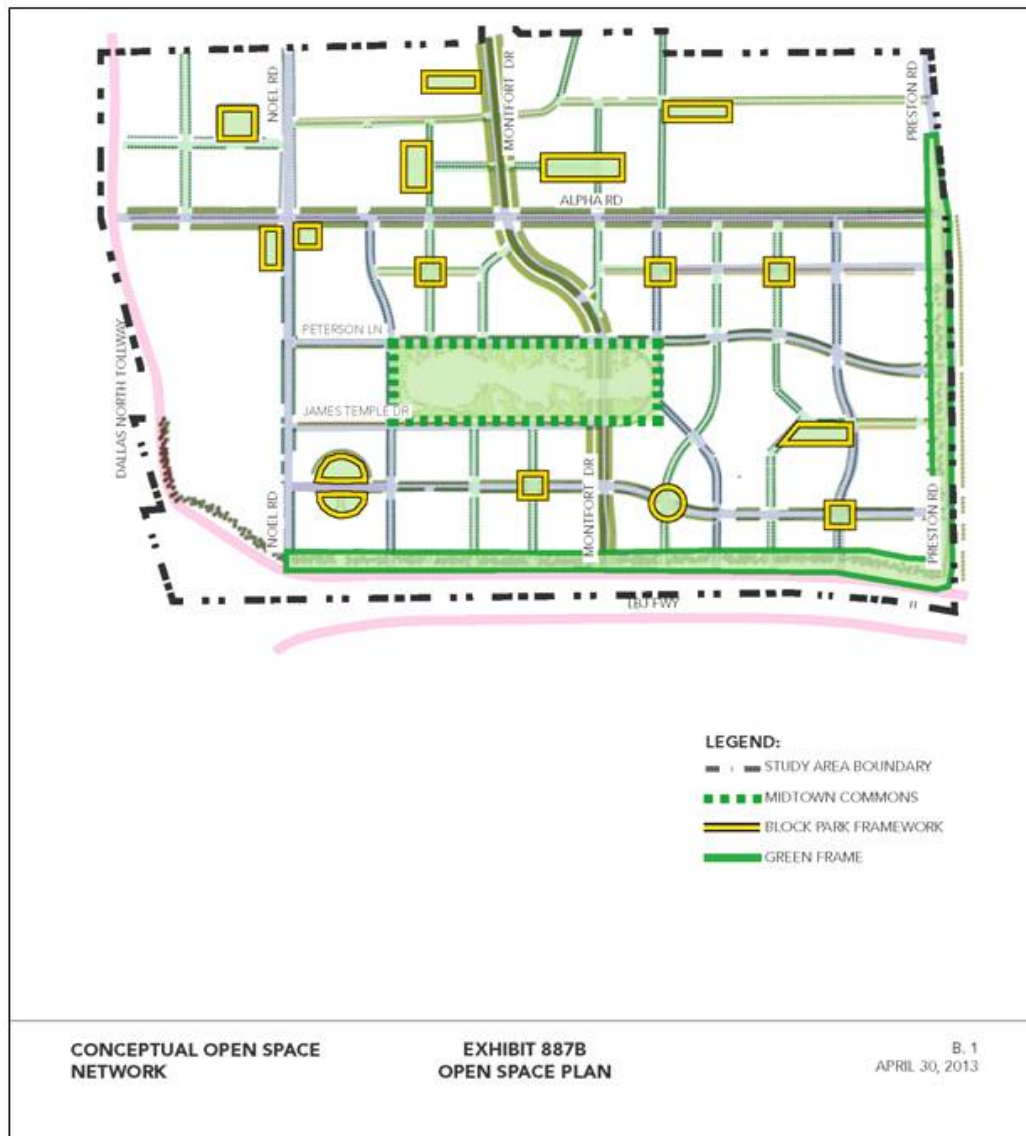 NOEL RD
MONTFORT DR
PRESTON RD
ALPHA RD
DALLAS NORTH TOLLWAY
PETERSON LN
JAMES TEMPLE DR
NOEL RD
MONTFORT DR
PRESTON RD
LBJ FWY
LEGEND:
STUDY AREA BOUNDARY
MIDTOWN COMMONS
BLOCK PARK FRAMEWORK
GREEN FRAME
CONCEPTUAL OPEN SPACE
NETWORK
EXHIBIT 887B
OPEN SPACE PLAN
B. 1
APRIL 30, 2013